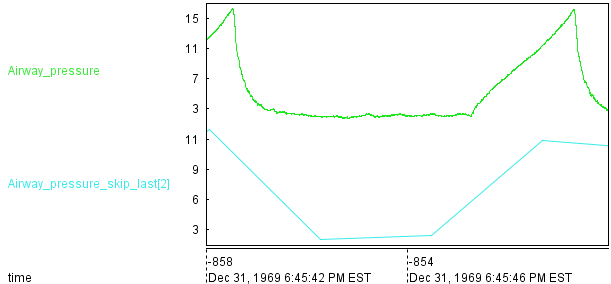 15
11
Airway_pressure
7
3
11
9
Airway_pressure_skip_last[2]
6
3
-858
-854
time
Dec 31, 1969 6:45:42 PM EST
Dec 31, 1969 6:45:46 PM EST